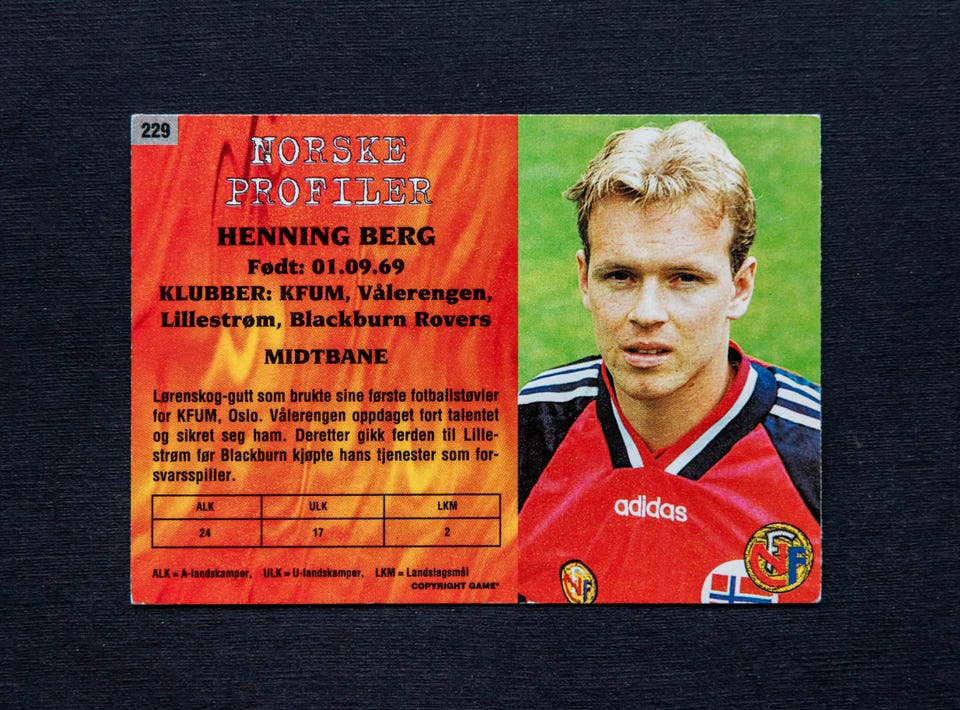 229
NORSKE
PROFILER
HENNING BERG
Født: 01.09.69
KLUBBER: KFUM, Vålerengen,
Lillestrøm, Blackburn Rovers
MIDTBANE
Lørenskog-gutt som brukte sine første fotballstøvler
for KFUM, Oslo. Vålerengen oppdaget fort talentet
og sikret seg ham. Deretter gikk ferden til Lille-
strøm før Blackburn kjøpte hans tjenester som for-
svarsspiller.
ALK ULK LKM
24 17 2
ALK = A-landskamper, ULK = U-landskamper, LKM = Landslagsmål
COPYRIGHT GAME®
adidas
NFF
NFF